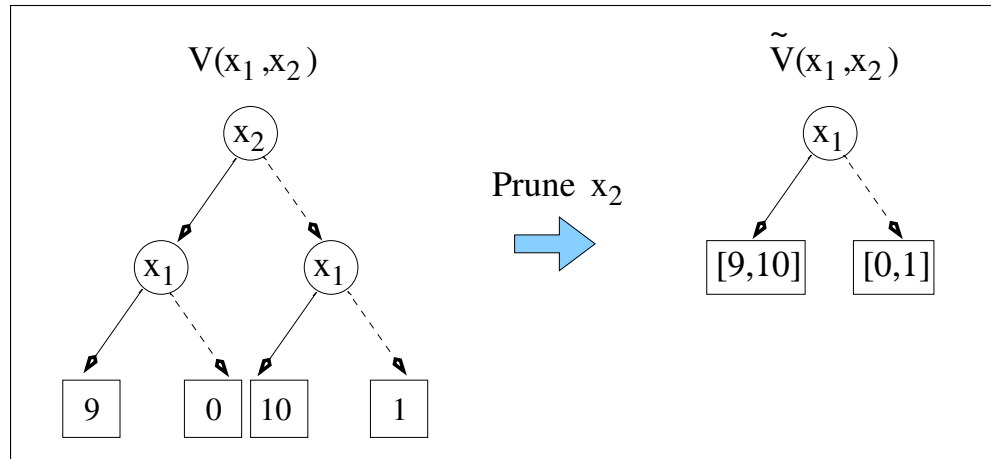 V(x1,x2)
x2
x1
x1
9
0
10
1
Prune x2
Ṽ(x1,x2)
x1
[9,10]
[0,1]